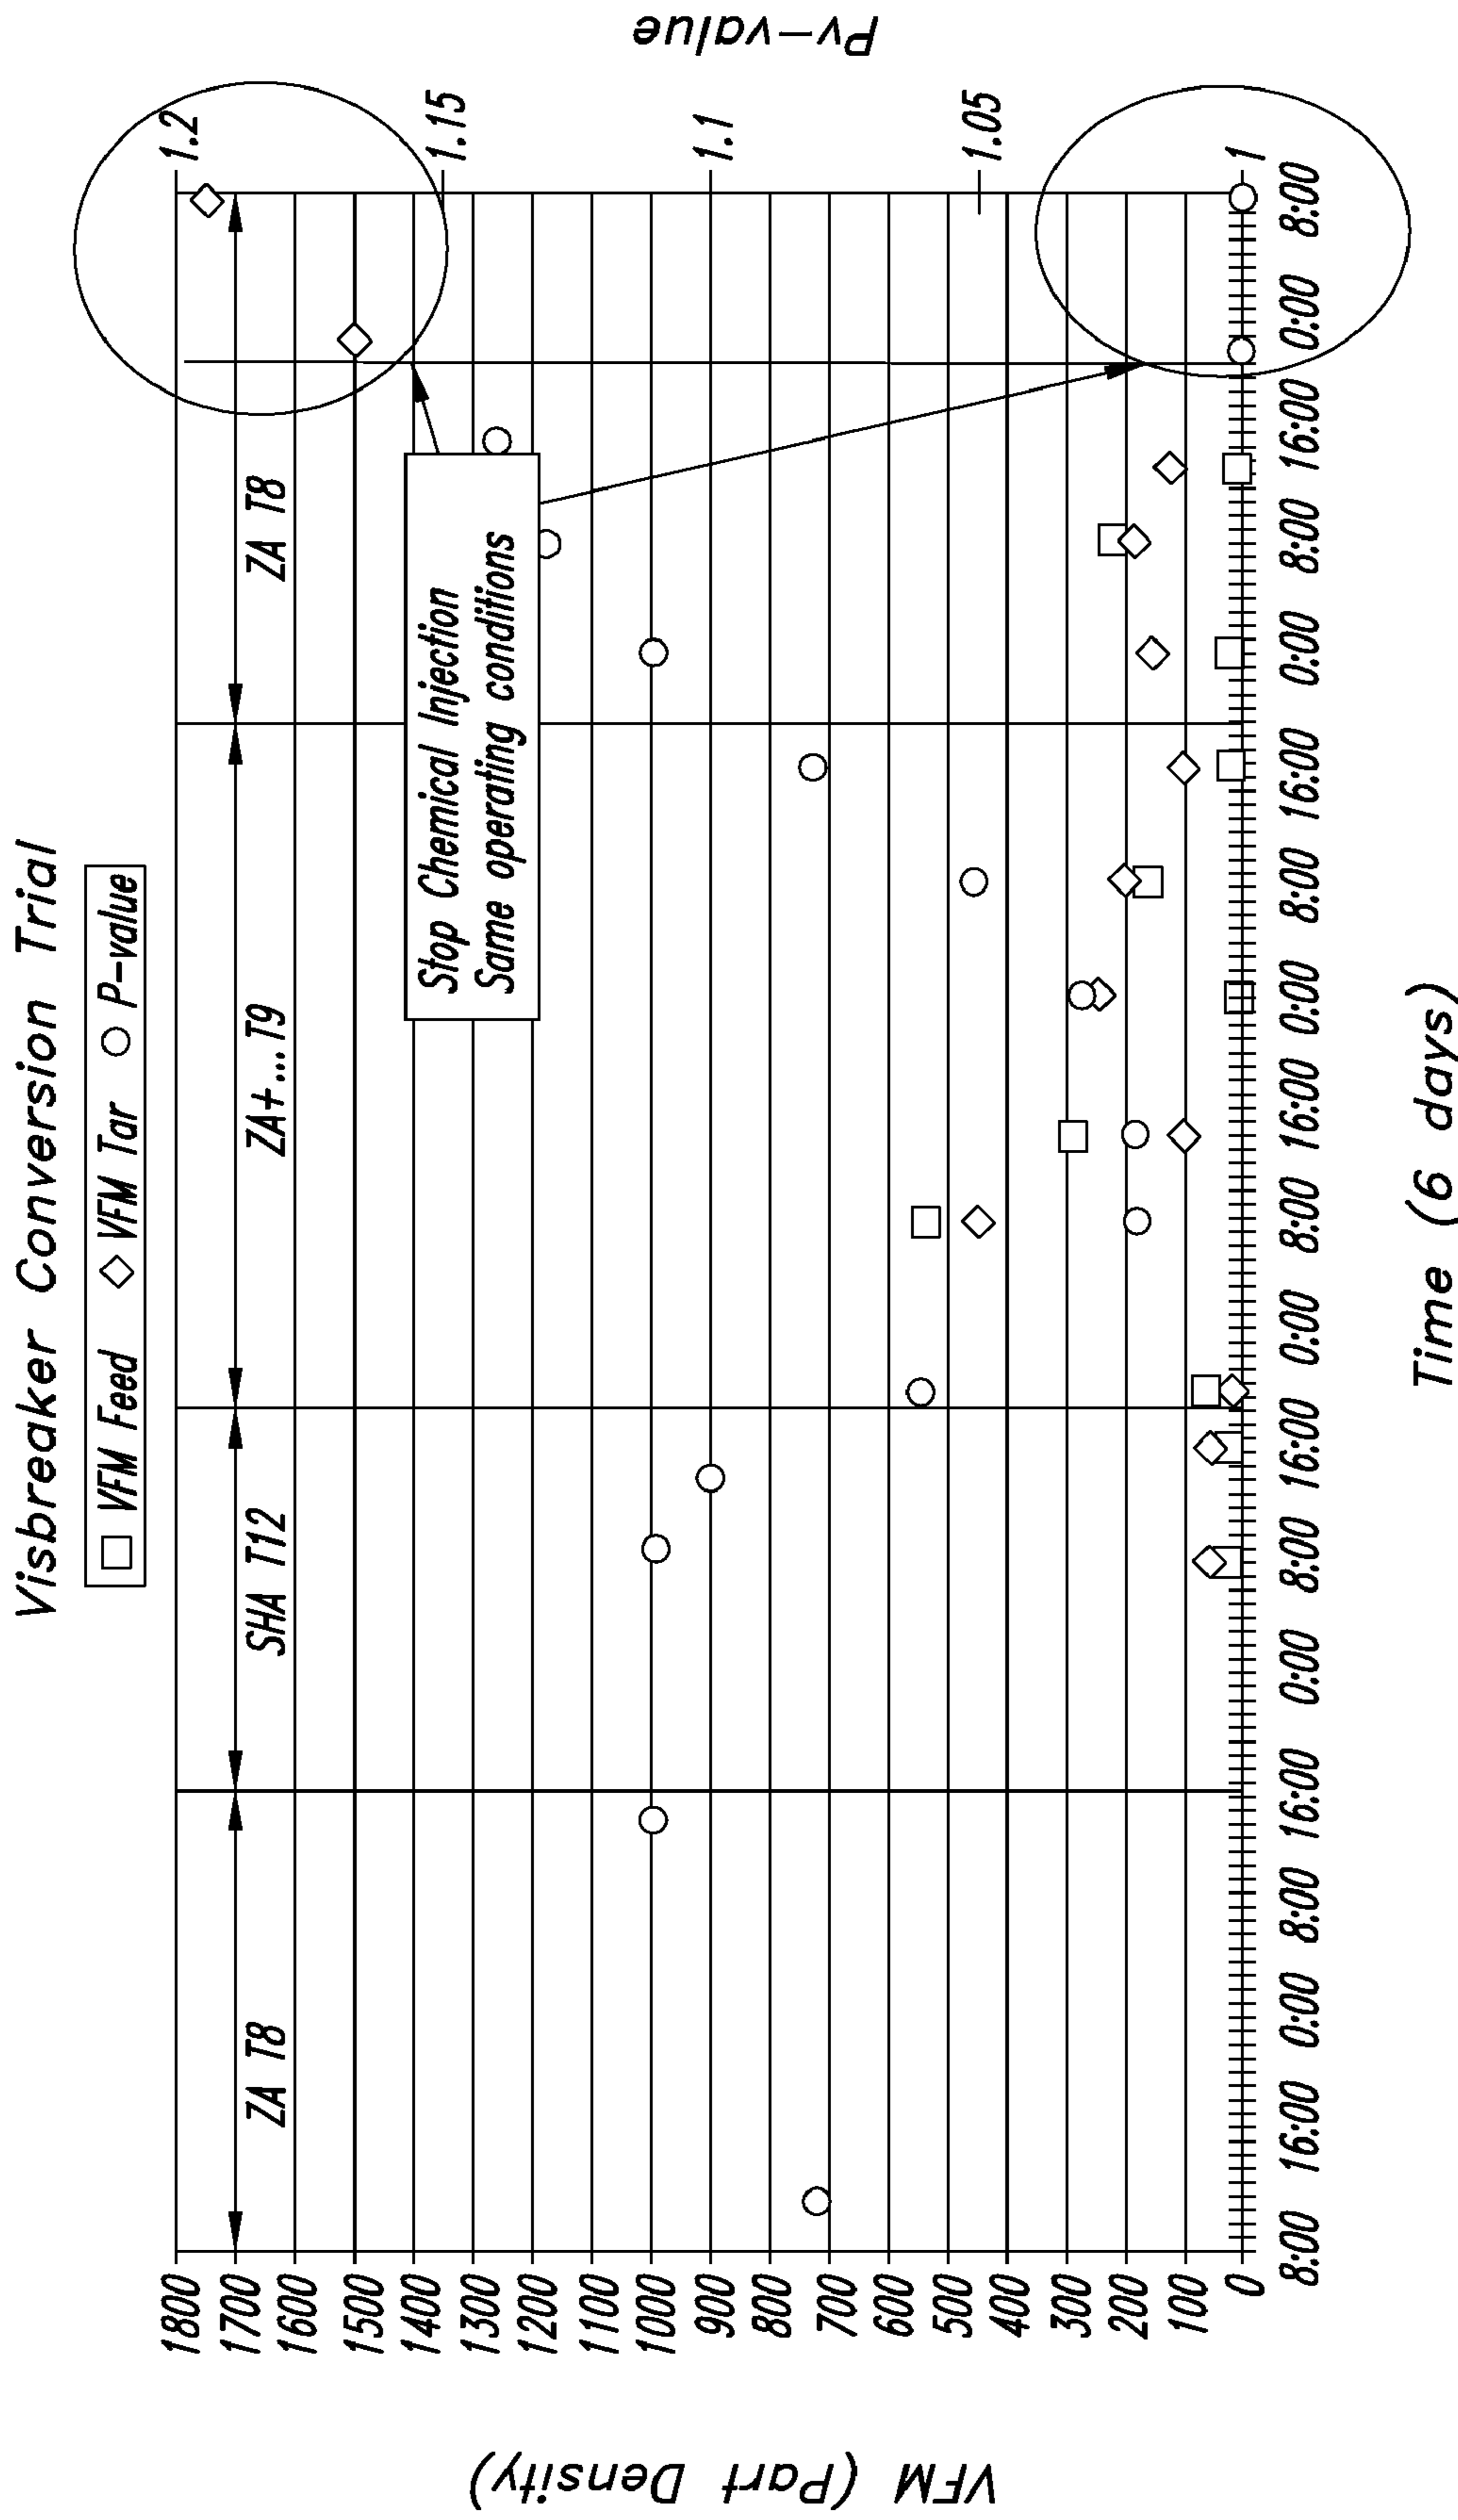 Visbreaker Conversion Trial
VFM Feed VFM Tar P-value
1800
1700
1600
1500
1400
1300
1200
1100
1000
900
800
700
600
500
400
300
200
100
0
VFM (Part Density)
ZA T8
SHA T12
ZA+...T9
ZA T8
Stop Chemical Injection
Same operating conditions
1.2
1.15
1.1
1.05
1
Pv-value
8:00 16:00 0:00 8:00 16:00 0:00 8:00 16:00 0:00 8:00 16:00 0:00 8:00 16:00 0:00 8:00 16:00 0:00 8:00
Time (6 days)